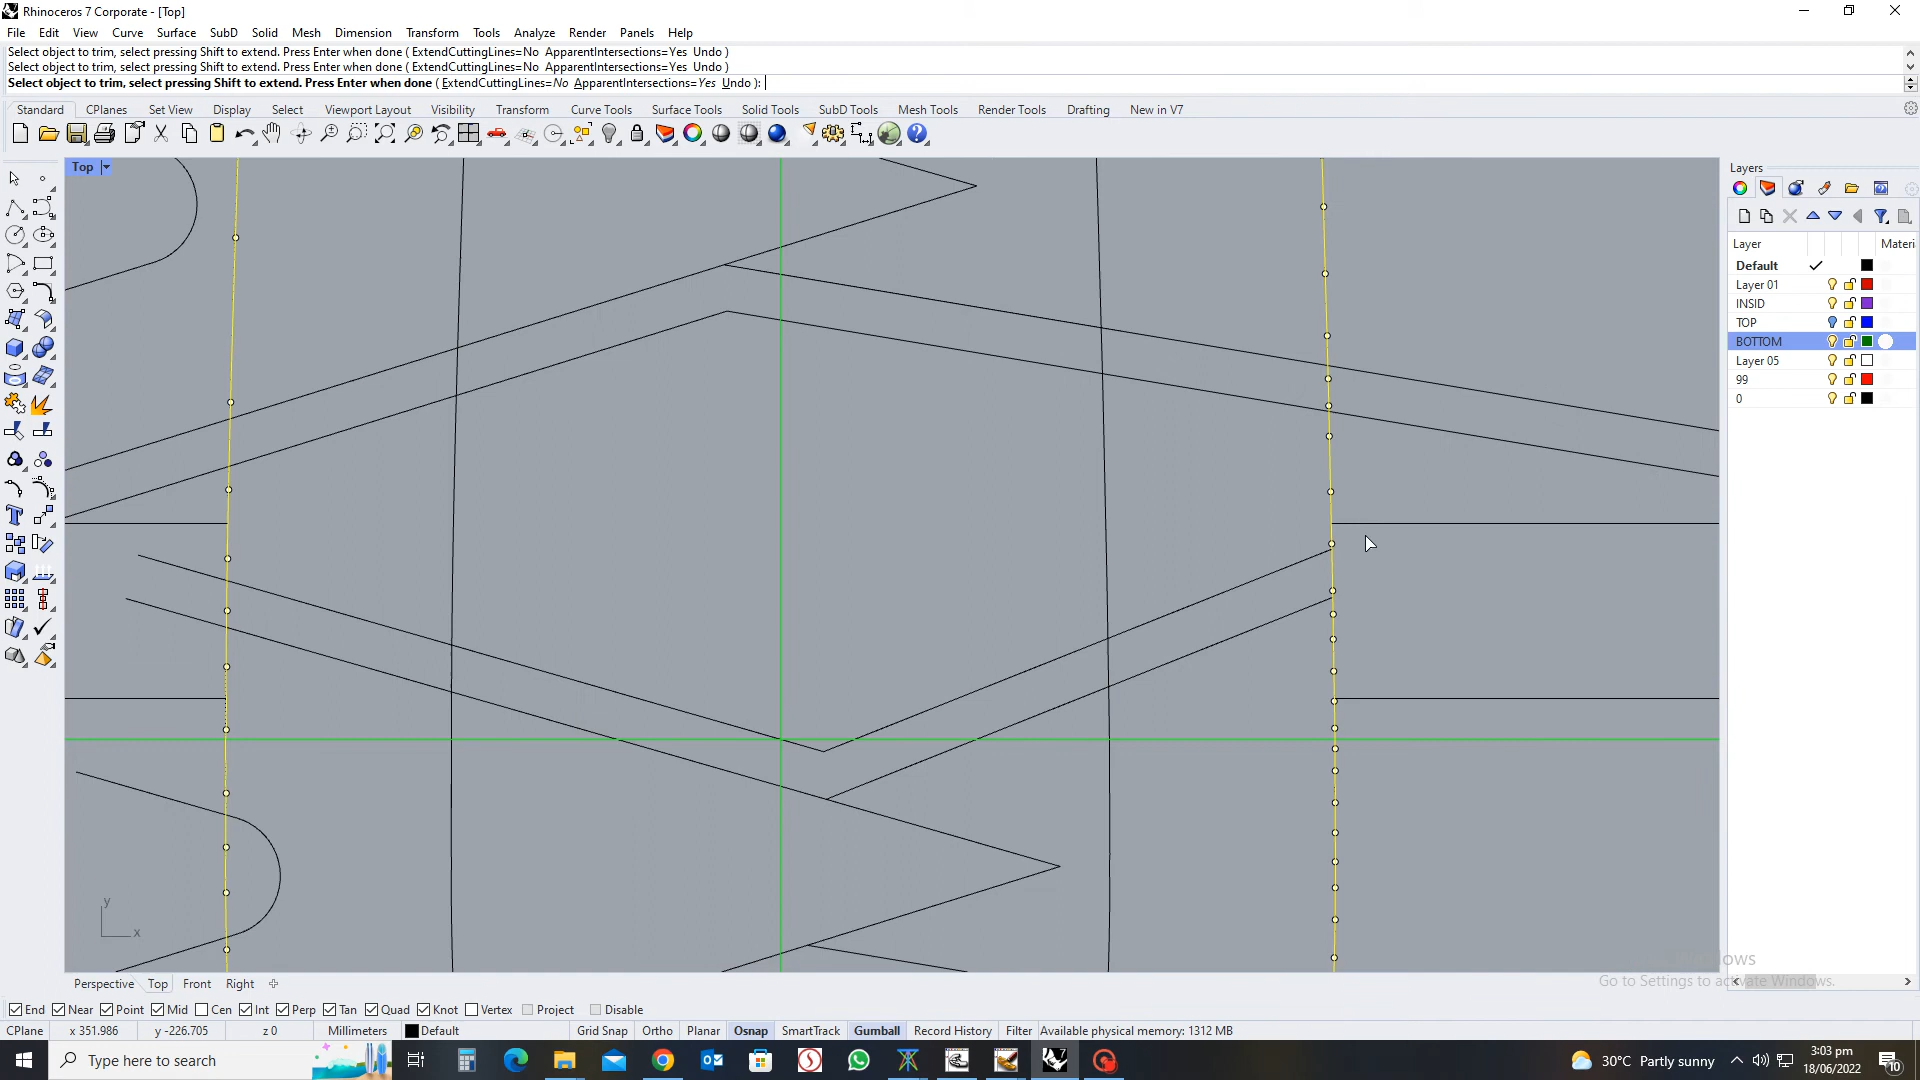 Rhinoceros 7 Corporate - [Top]
File Edit View Curve Surface SubD Solid Mesh Dimension Transform Tools Analyze Render Panels Help
Select object to trim, select pressing Shift to extend. Press Enter when done ( ExtendCuttingLines=No ApparentIntersections=Yes Undo )
Select object to trim, select pressing Shift to extend. Press Enter when done ( ExtendCuttingLines=No ApparentIntersections=Yes Undo )
Select object to trim, select pressing Shift to extend. Press Enter when done ( ExtendCuttingLines=No ApparentIntersections=Yes Undo ):
Standard CPlanes Set View Display Select Viewport Layout Visibility Transform Curve Tools Surface Tools Solid Tools SubD Tools Mesh Tools Render Tools Drafting New in V7
Top
Layers
Layer Materi
Default
Layer 01
INSID
TOP
BOTTOM
Layer 05
99
0
y
x
Go to Settings to activate Windows.
Perspective Top Front Right
End Near Point Mid Cen Int Perp Tan Quad Knot Vertex Project Disable
CPlane x 351.986 y -226.705 z 0 Millimeters Default Grid Snap Ortho Planar Osnap SmartTrack Gumball Record History Filter Available physical memory: 1312 MB
Type here to search
30°C Partly sunny
3:03 pm
18/06/2022
10